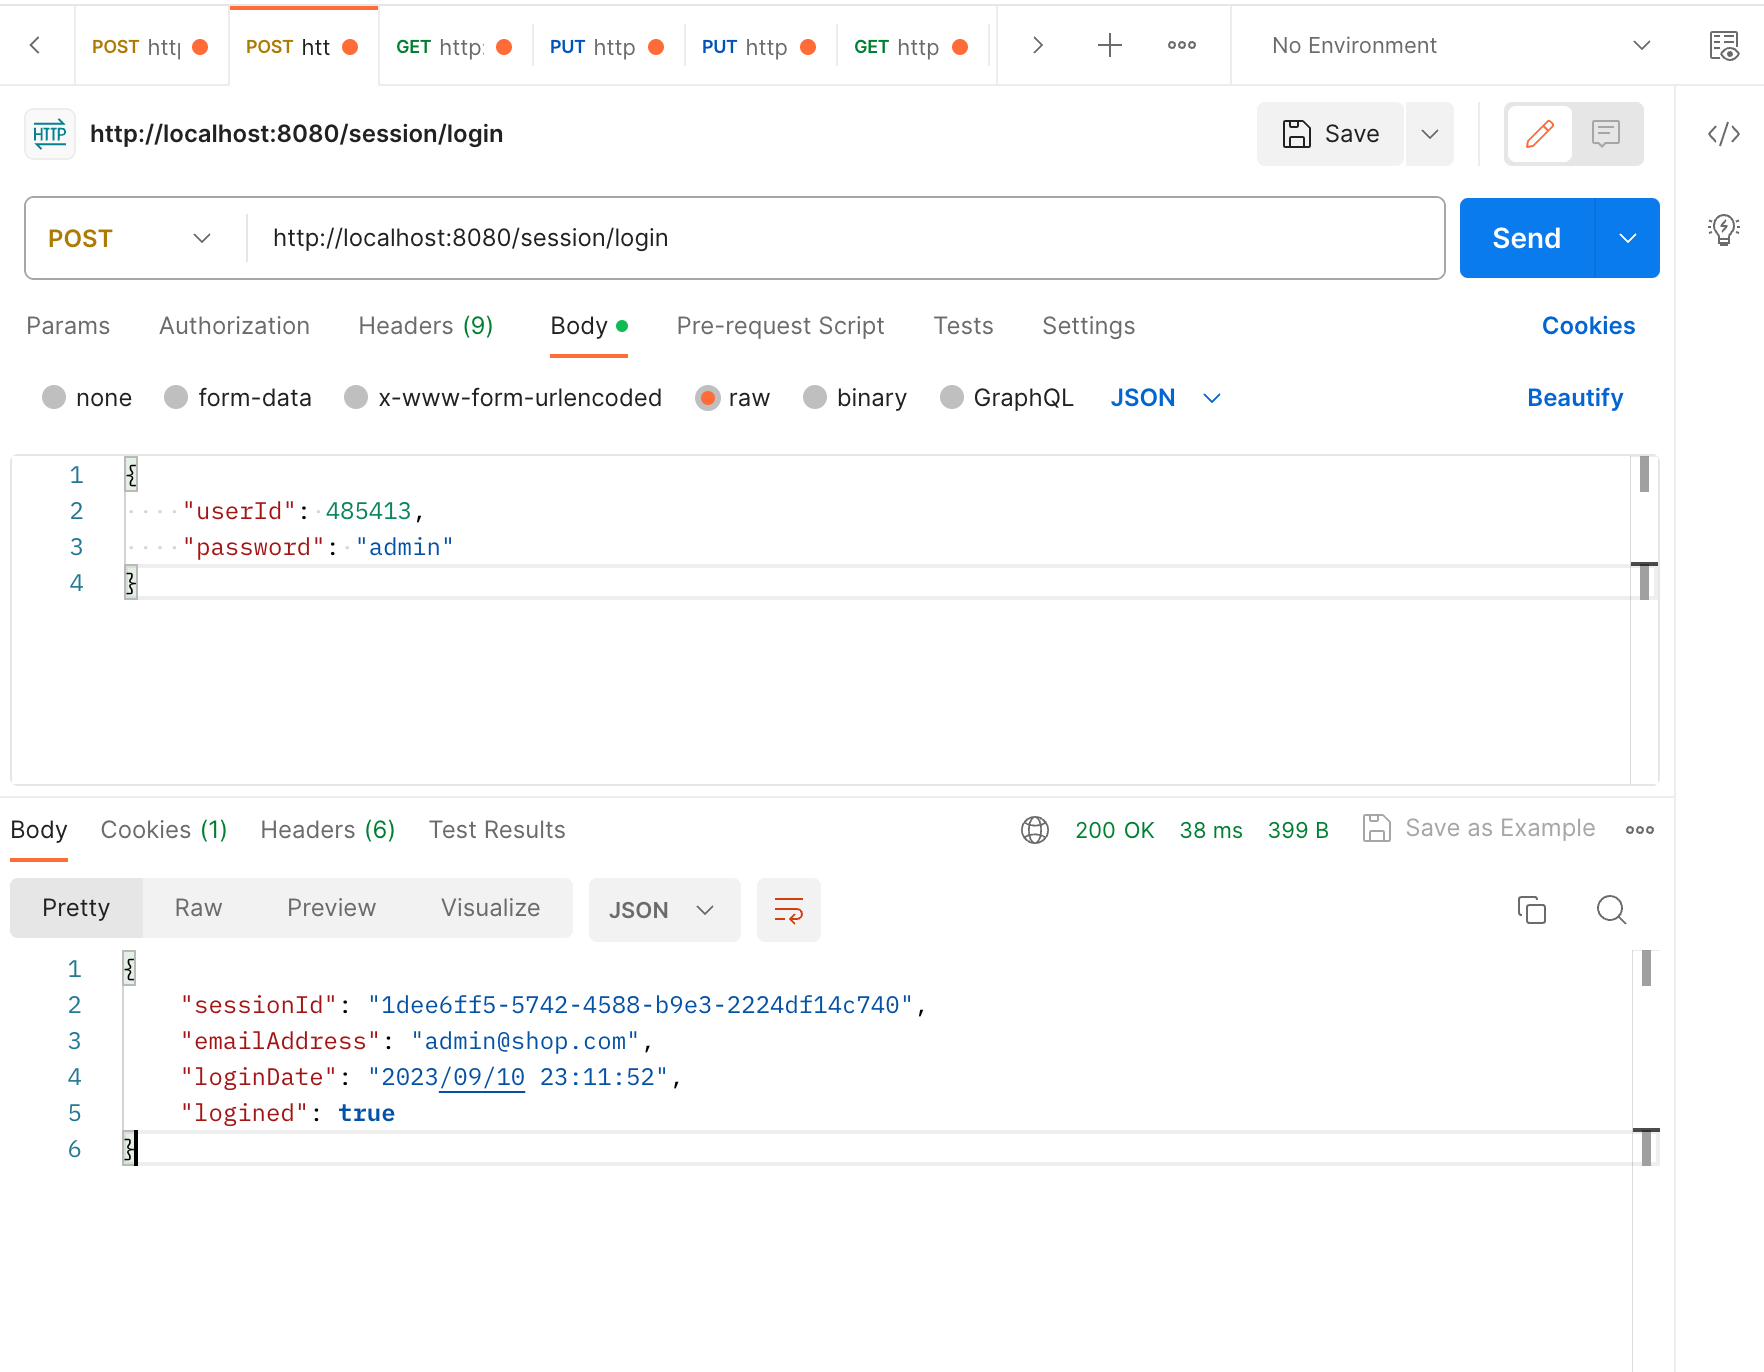 POST http POST htt GET http: PUT http PUT http GET http No Environment
HTTP http://localhost:8080/session/login Save
POST http://localhost:8080/session/login Send
Params Authorization Headers (9) Body Pre-request Script Tests Settings Cookies
none form-data x-www-form-urlencoded raw binary GraphQL JSON Beautify
1 {
2 "userId": 485413,
3 "password": "admin"
4 }
Body Cookies (1) Headers (6) Test Results 200 OK 38 ms 399 B Save as Example
Pretty Raw Preview Visualize JSON
1 {
2 "sessionId": "1dee6ff5-5742-4588-b9e3-2224df14c740",
3 "emailAddress": "admin@shop.com",
4 "loginDate": "2023/09/10 23:11:52",
5 "logined": true
6 }